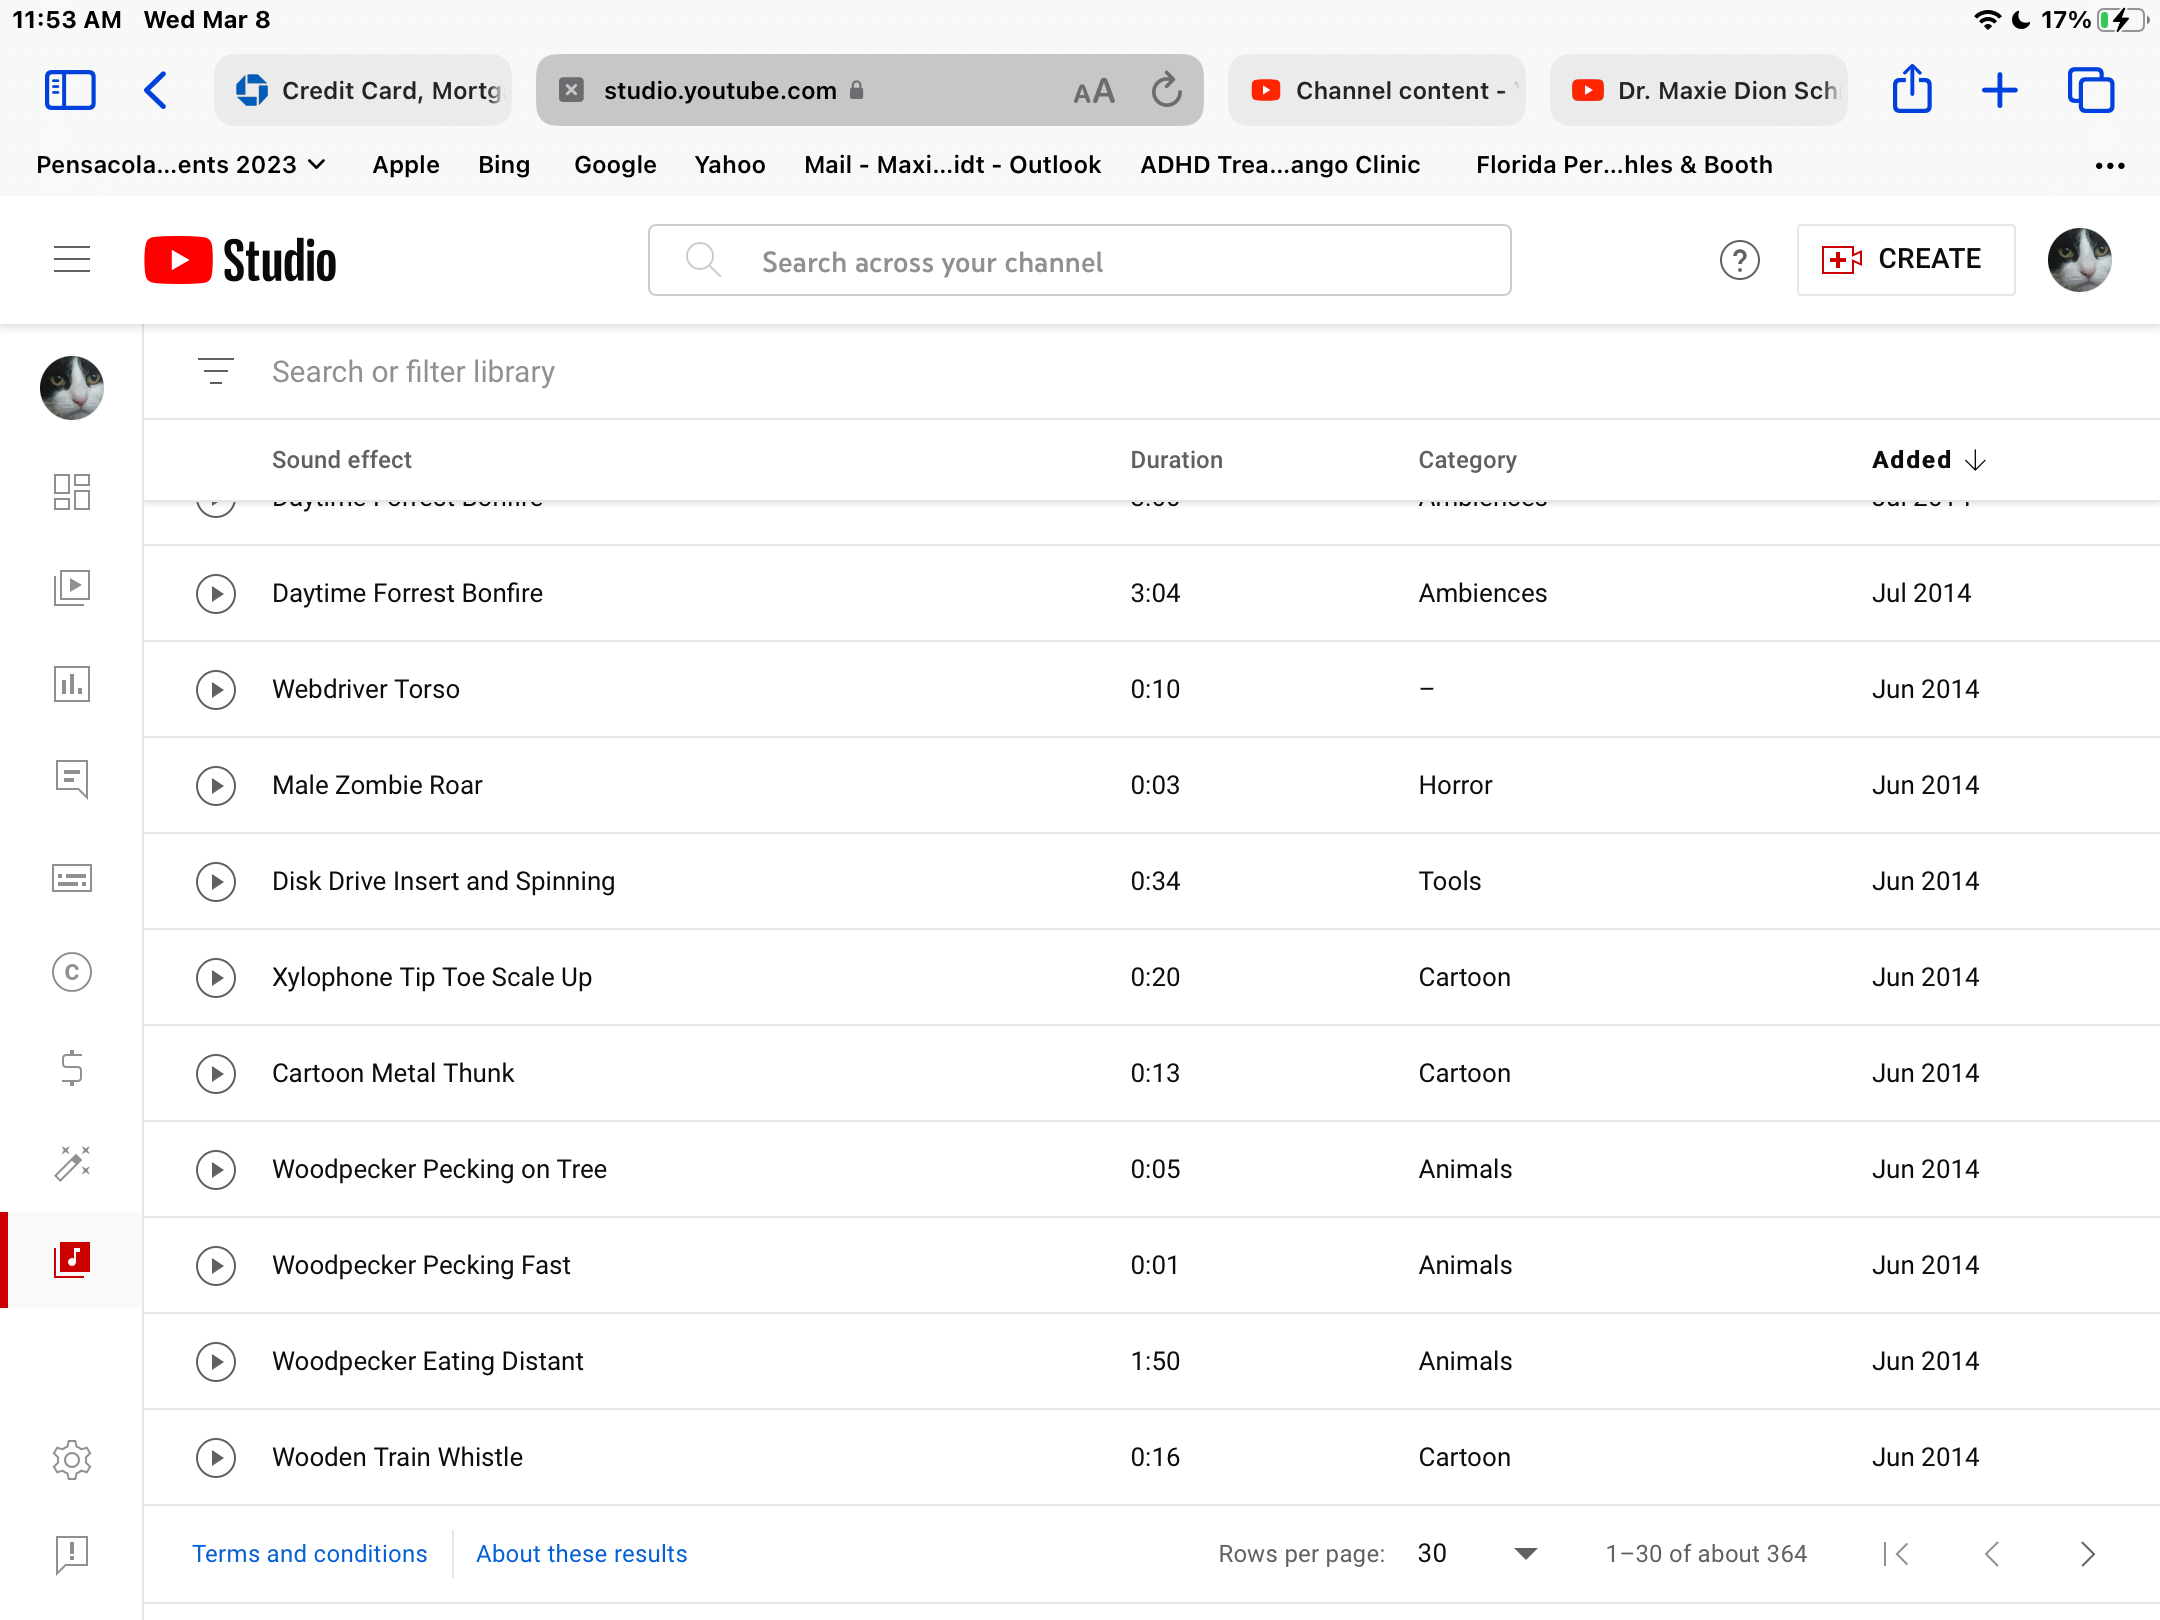 11:53 AM Wed Mar 8 17%
Credit Card, Mortg studio.youtube.com AA Channel content - Dr. Maxie Dion Sch
Pensacola...ents 2023 Apple Bing Google Yahoo Mail - Maxi...idt - Outlook ADHD Trea...ango Clinic Florida Per...hles & Booth
Studio Search across your channel ? CREATE
Search or filter library
Sound effect Duration Category Added
Daytime Forrest Bonfire Ambiences Jul 2014
Daytime Forrest Bonfire 3:04 Ambiences Jul 2014
Webdriver Torso 0:10 – Jun 2014
Male Zombie Roar 0:03 Horror Jun 2014
Disk Drive Insert and Spinning 0:34 Tools Jun 2014
Xylophone Tip Toe Scale Up 0:20 Cartoon Jun 2014
Cartoon Metal Thunk 0:13 Cartoon Jun 2014
Woodpecker Pecking on Tree 0:05 Animals Jun 2014
Woodpecker Pecking Fast 0:01 Animals Jun 2014
Woodpecker Eating Distant 1:50 Animals Jun 2014
Wooden Train Whistle 0:16 Cartoon Jun 2014
Terms and conditions About these results Rows per page: 30 1–30 of about 364